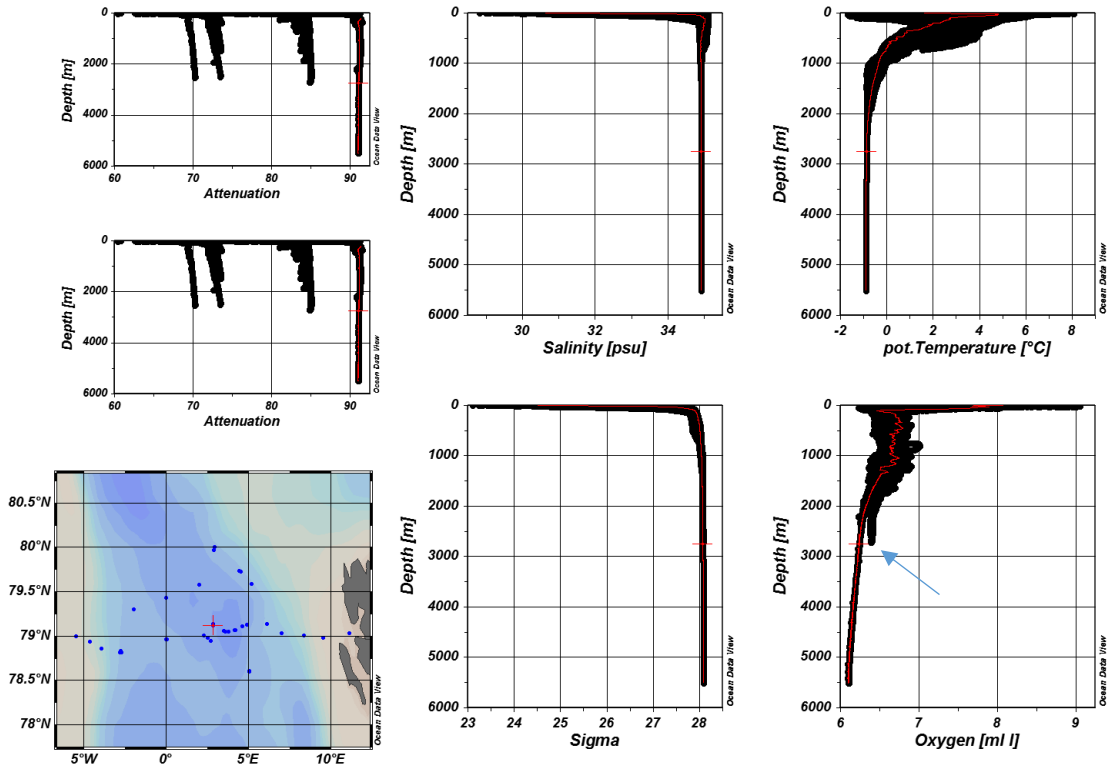 0
2000
4000
6000
60
70
80
90
Depth [m]
Attenuation
Ocean Data View
0
2000
4000
6000
60
70
80
90
Depth [m]
Attenuation
Ocean Data View
80.5°N
80°N
79.5°N
79°N
78.5°N
78°N
5°W
0°
5°E
10°E
Ocean Data View
0
1000
2000
3000
4000
5000
6000
30
32
34
Depth [m]
Salinity [psu]
Ocean Data View
0
1000
2000
3000
4000
5000
6000
-2
0
2
4
6
8
Depth [m]
pot.Temperature [°C]
Ocean Data View
0
1000
2000
3000
4000
5000
6000
23
24
25
26
27
28
Depth [m]
Sigma
Ocean Data View
0
1000
2000
3000
4000
5000
6000
6
7
8
9
Depth [m]
Oxygen [ml l]
Ocean Data View